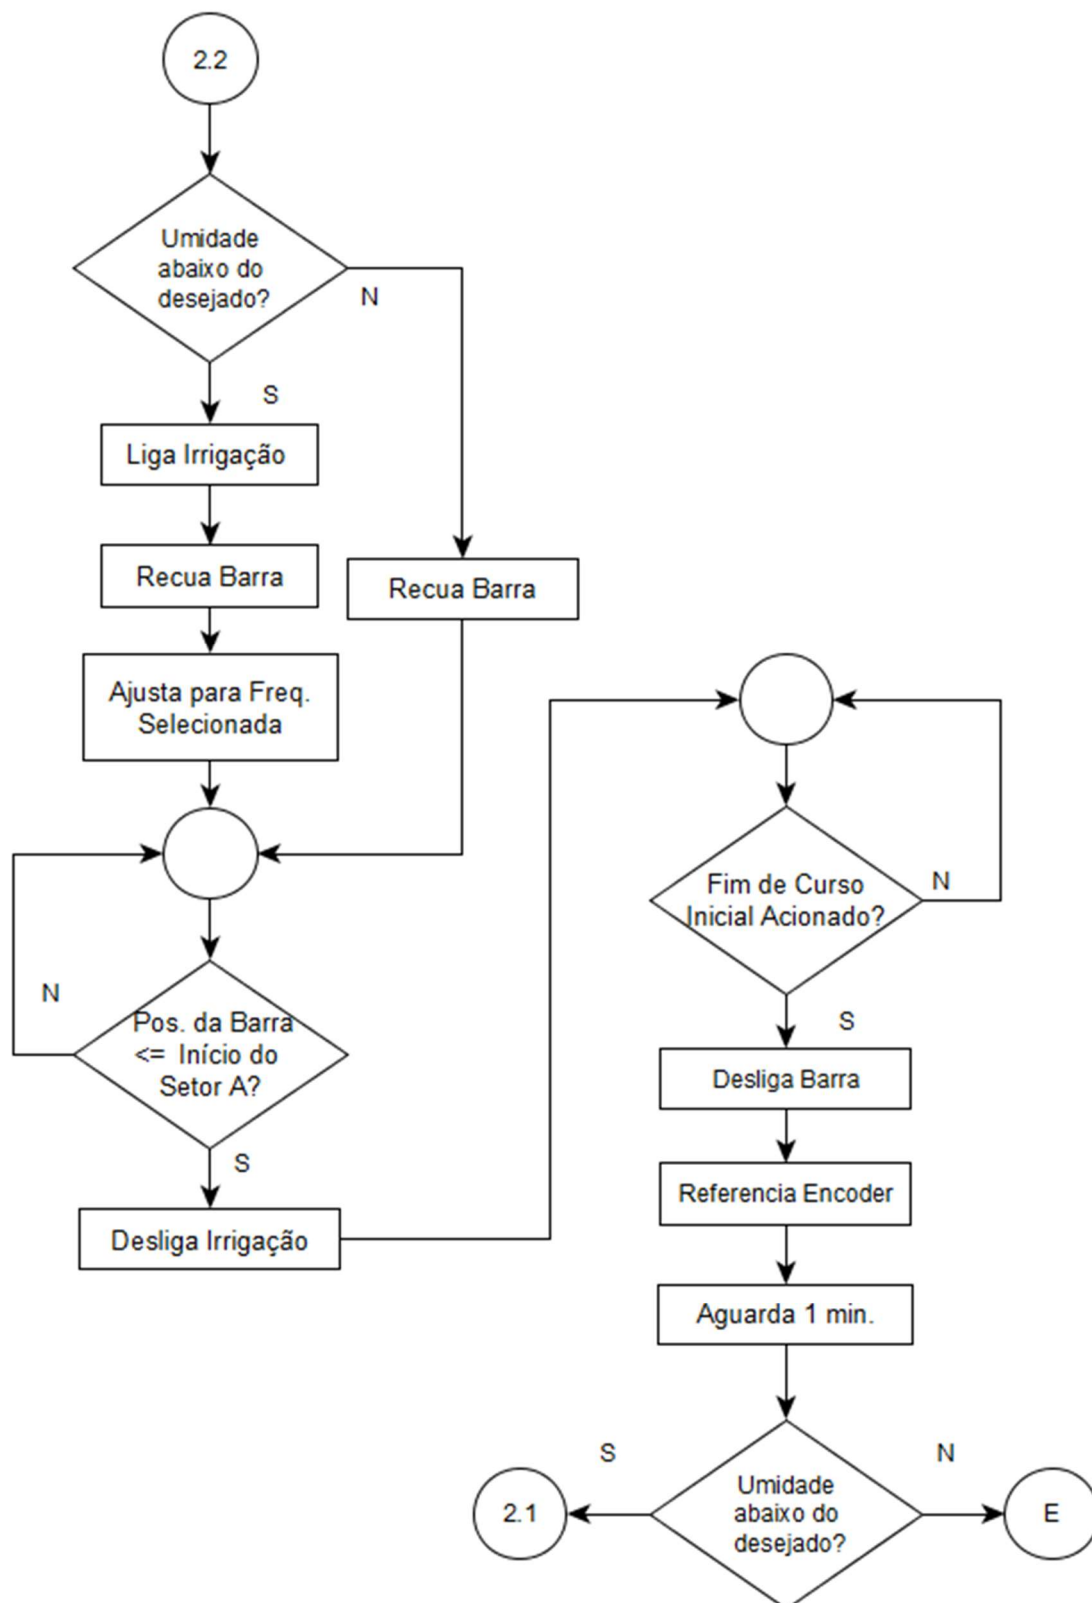 2.2
Umidade
abaixo do
desejado?
N
S
Liga Irrigação
Recua Barra
Recua Barra
Ajusta para Freq.
Selecionada
N
Pos. da Barra
<= Início do
Setor A?
S
Desliga Irrigação
Fim de Curso
Inicial Acionado?
N
S
Desliga Barra
Referencia Encoder
Aguarda 1 min.
Umidade
abaixo do
desejado?
S
N
2.1
E